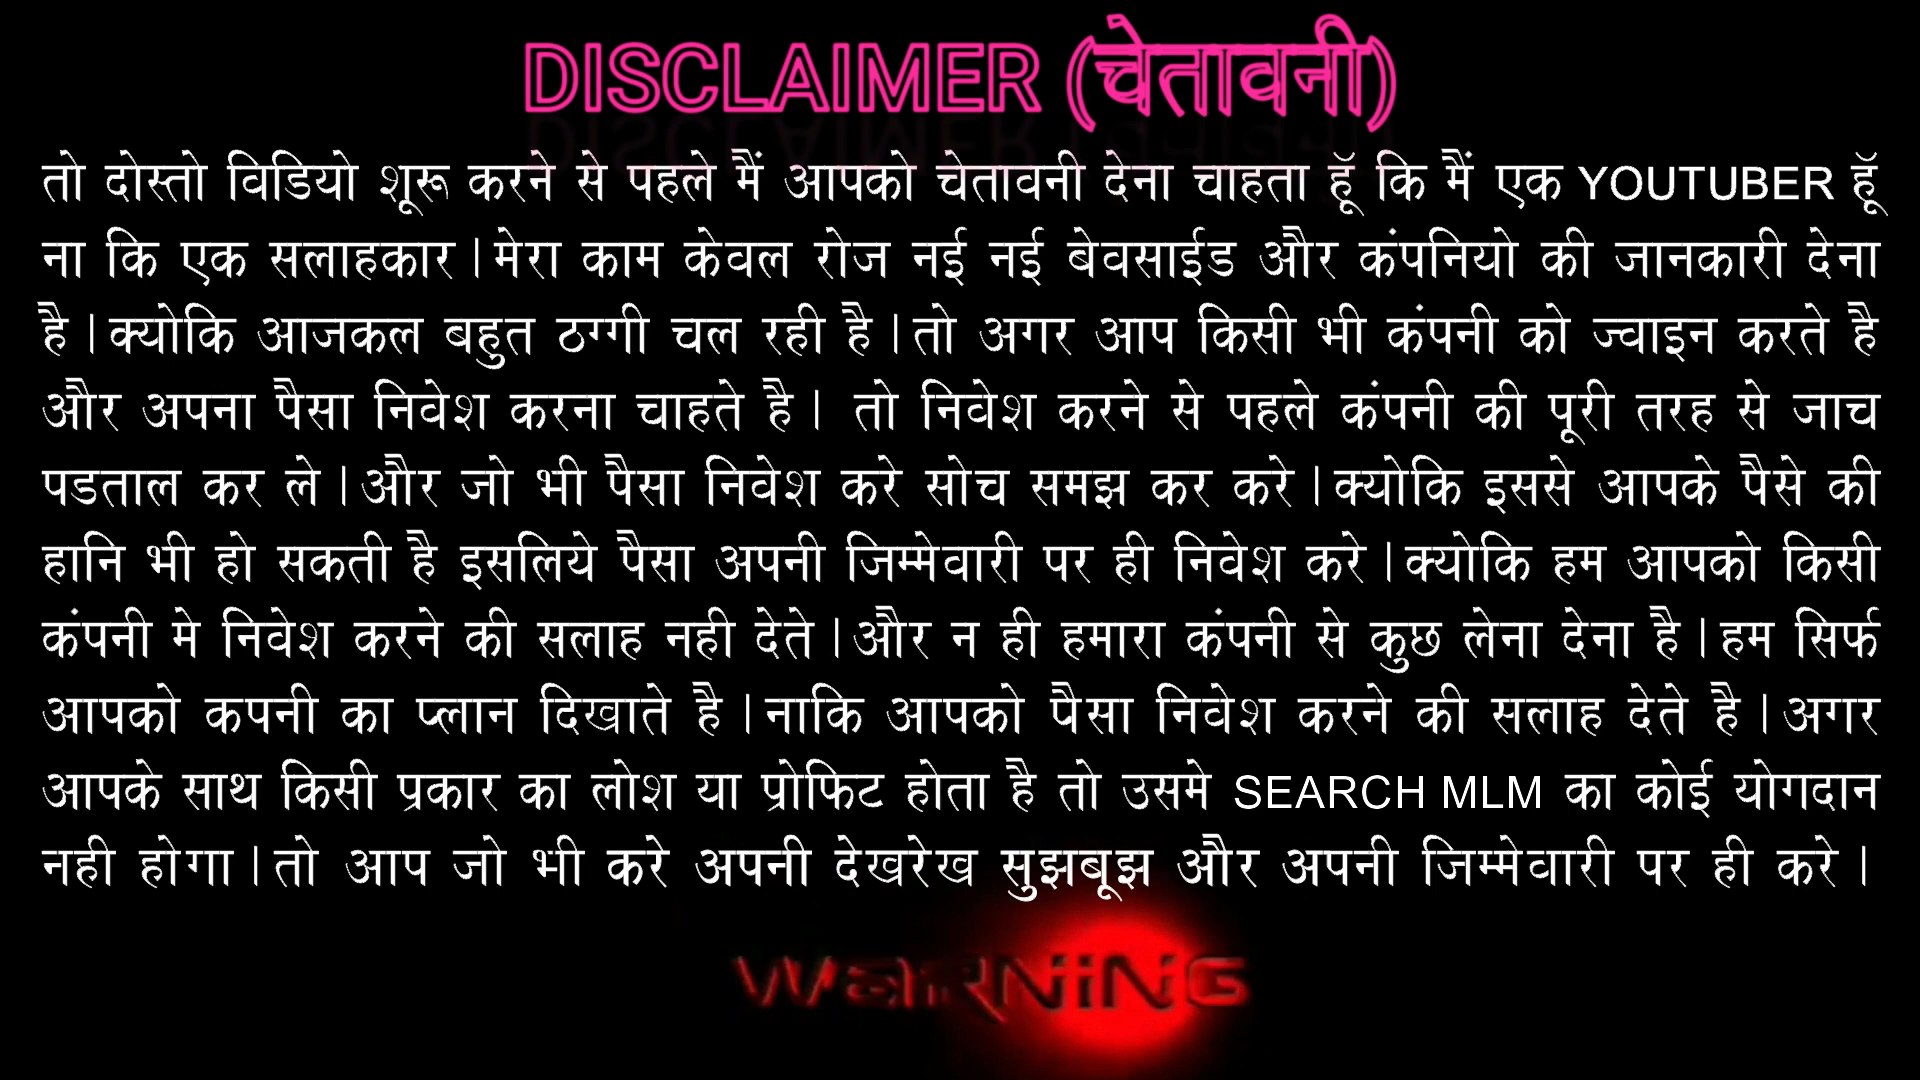 DISCLAIMER (चेतावनी)
तो दोस्तो विडियो शूरू करने से पहले मैं आपको चेतावनी देना चाहता हूॅ कि मैं एक YOUTUBER हूॅ
ना कि एक सलाहकार।मेरा काम केवल रोज नई नई बेवसाईड और कंपनियो की जानकारी देना
है।क्योकि आजकल बहुत ठग्गी चल रही है।तो अगर आप किसी भी कंपनी को ज्वाइन करते है
और अपना पैसा निवेश करना चाहते है। तो निवेश करने से पहले कंपनी की पूरी तरह से जाच
पडताल कर ले।और जो भी पैसा निवेश करे सोच समझ कर करे।क्योकि इससे आपके पैसे की
हानि भी हो सकती है इसलिये पैसा अपनी जिम्मेवारी पर ही निवेश करे।क्योकि हम आपको किसी
कंपनी मे निवेश करने की सलाह नही देते।और न ही हमारा कंपनी से कुछ लेना देना है।हम सिर्फ
आपको कपनी का प्लान दिखाते है।नाकि आपको पैसा निवेश करने की सलाह देते है।अगर
आपके साथ किसी प्रकार का लोश या प्रोफिट होता है तो उसमे SEARCH MLM का कोई योगदान
नही होगा।तो आप जो भी करे अपनी देखरेख सुझबूझ और अपनी जिम्मेवारी पर ही करे।
WARNiNG